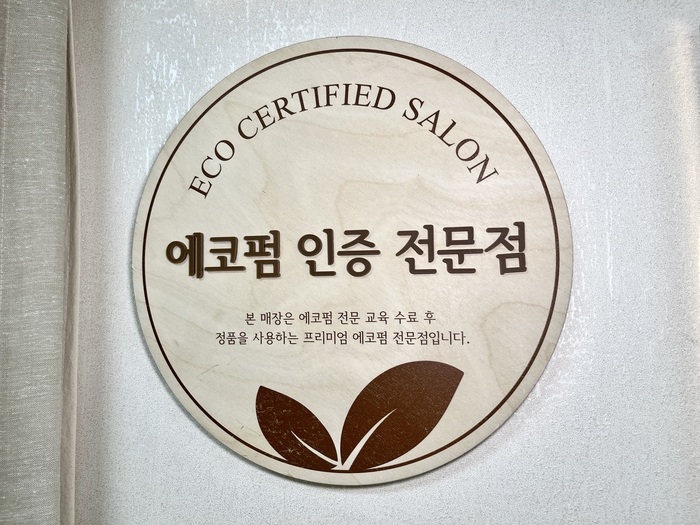 ECO CERTIFIED SALON
에코펌 인증 전문점
본 매장은 에코펌 전문 교육 수료 후
정품을 사용하는 프리미엄 에코펌 전문점입니다.